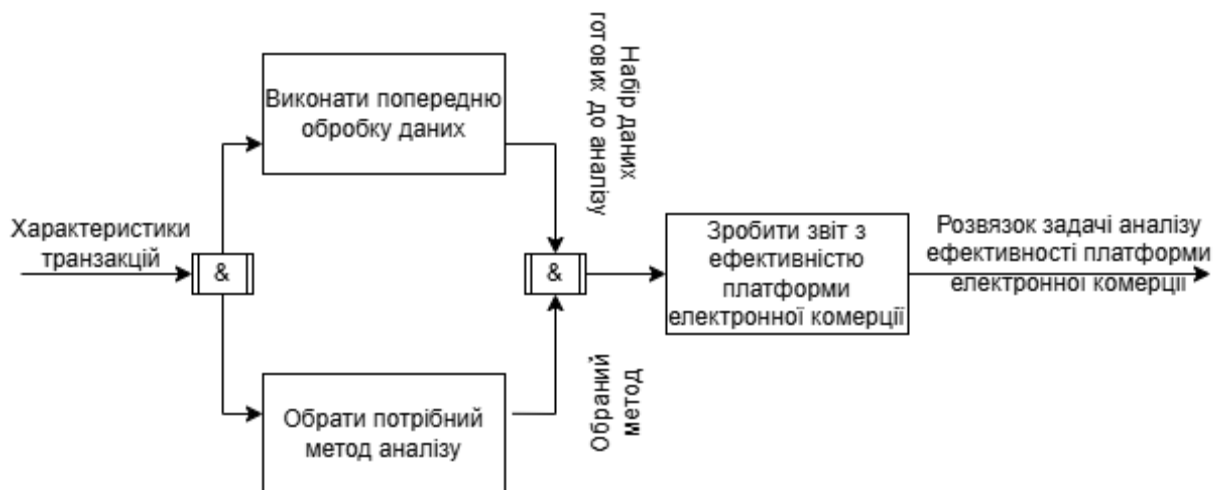 Характеристики
транзакцій
&
Виконати попередню
обробку даних
Набір даних
готових до аналізу
Обрати потрібний
метод аналізу
Обраний
метод
&
Зробити звіт з
ефективністю
платформи
електронної комерції
Розвязок задачі аналізу
ефективності платформи
електронної комерції